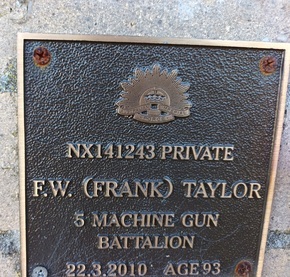 NX141243 PRIVATE
F.W. (FRANK) TAYLOR
5 MACHINE GUN
BATTALION
22.3.2010 AGE 93